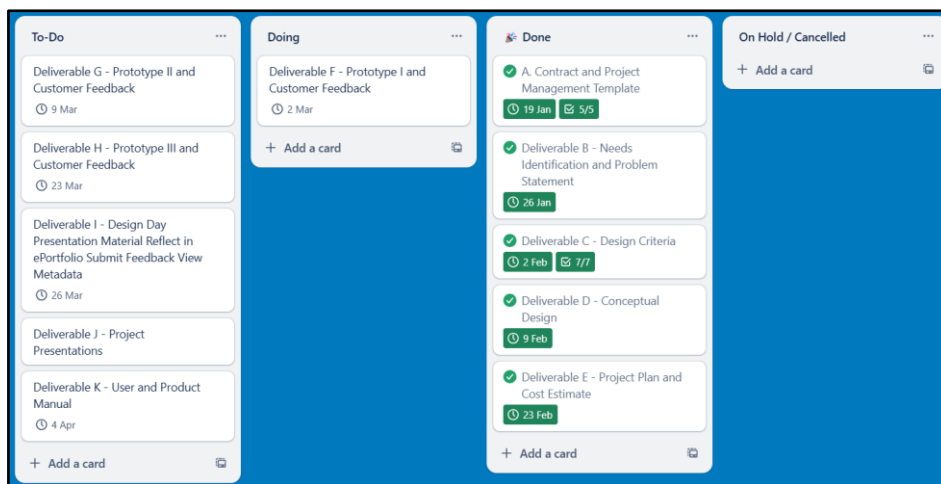 To-Do
Deliverable G - Prototype II and
Customer Feedback
9 Mar
Deliverable H - Prototype III and
Customer Feedback
23 Mar
Deliverable I - Design Day
Presentation Material Reflect in
ePortfolio Submit Feedback View
Metadata
26 Mar
Deliverable J - Project
Presentations
Deliverable K - User and Product
Manual
4 Apr
+ Add a card
Doing
Deliverable F - Prototype I and
Customer Feedback
2 Mar
+ Add a card
🎉 Done
A. Contract and Project
Management Template
19 Jan 5/5
Deliverable B - Needs
Identification and Problem
Statement
26 Jan
Deliverable C - Design Criteria
2 Feb 7/7
Deliverable D - Conceptual
Design
9 Feb
Deliverable E - Project Plan and
Cost Estimate
23 Feb
+ Add a card
On Hold / Cancelled
+ Add a card